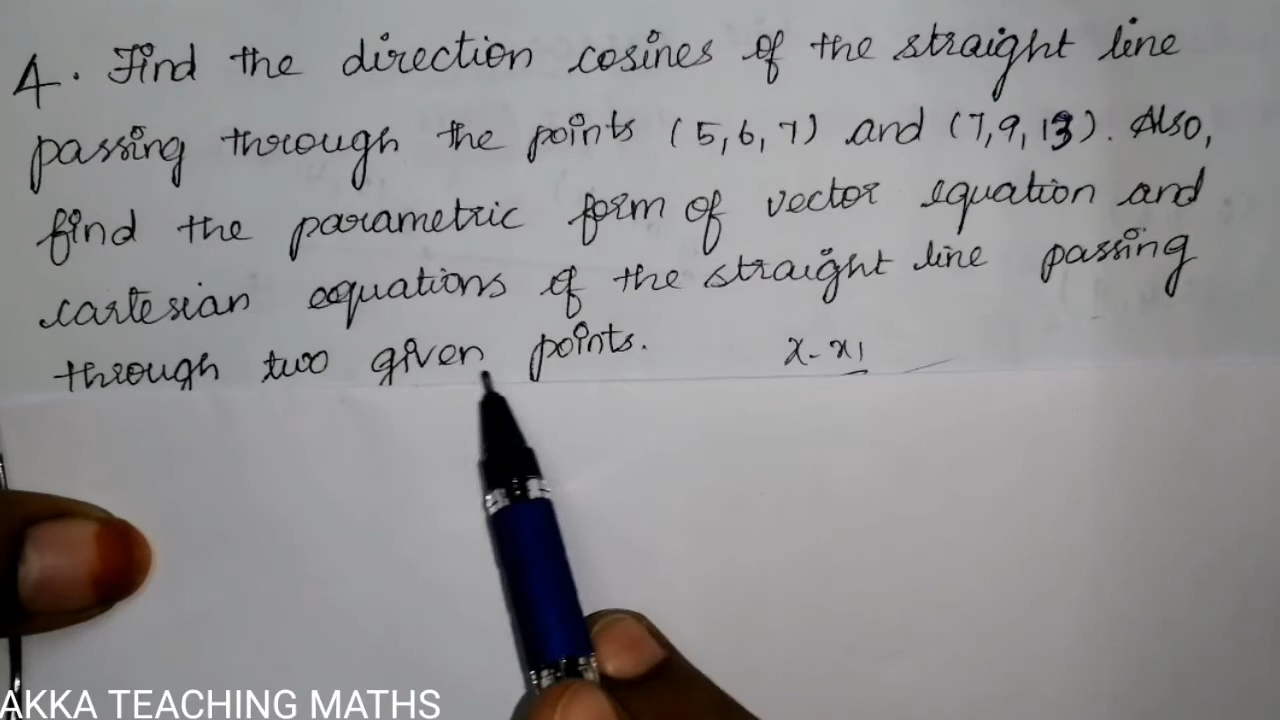 4. Find the direction cosines of the straight line
passing through the points (5,6,7) and (7,9,13). Also,
find the parametric form of vector equation and
cartesian equations of the straight line passing
through two given points. x-x1
AKKA TEACHING MATHS